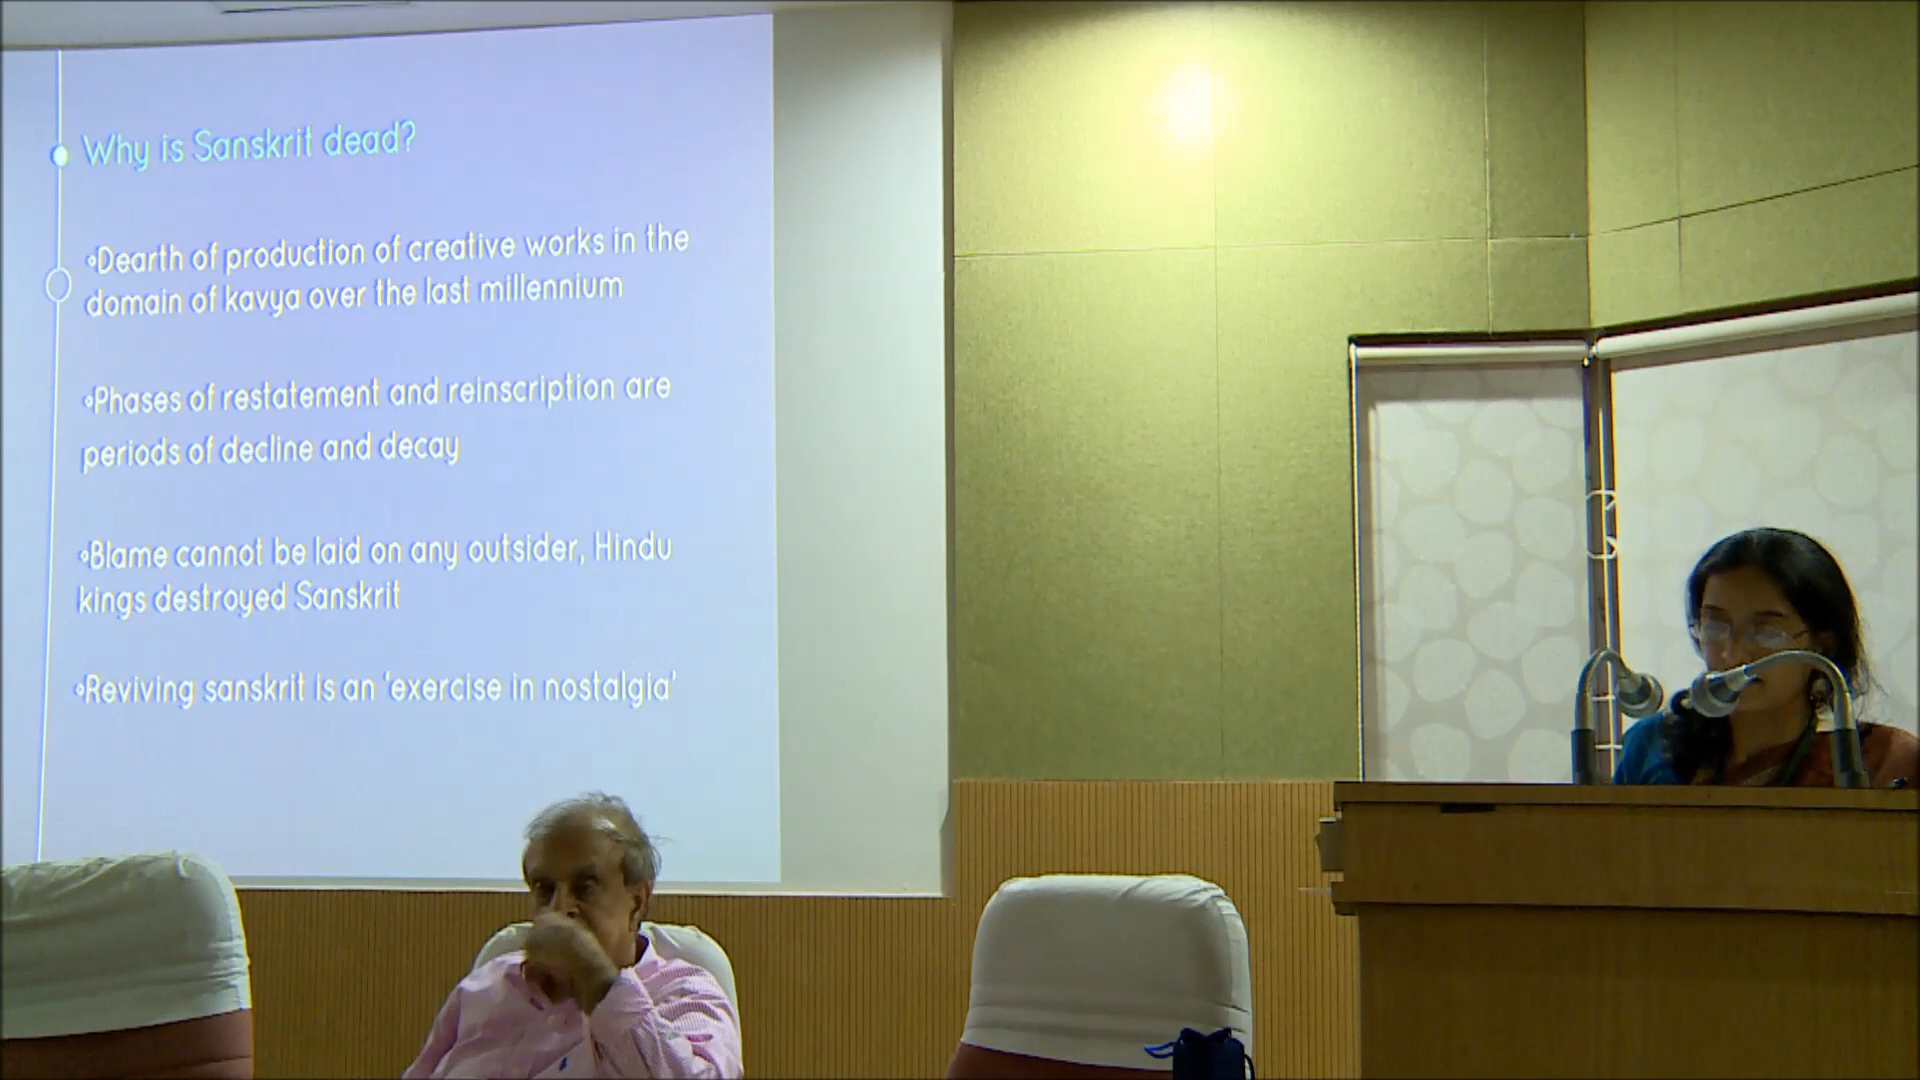 Why is Sanskrit dead?
◦Dearth of production of creative works in the
domain of kavya over the last millennium
◦Phases of restatement and reinscription are
periods of decline and decay
◦Blame cannot be laid on any outsider, Hindu
kings destroyed Sanskrit
◦Reviving sanskrit is an 'exercise in nostalgia'